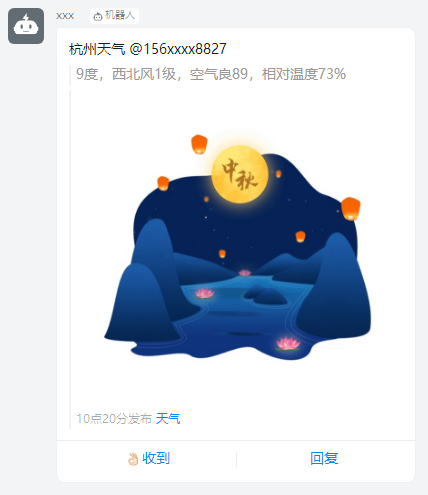 xxx 机器人
杭州天气 @156xxxx8827
9度，西北风1级，空气良89，相对温度73%
中秋
10点20分发布 天气
👌🏻收到
回复